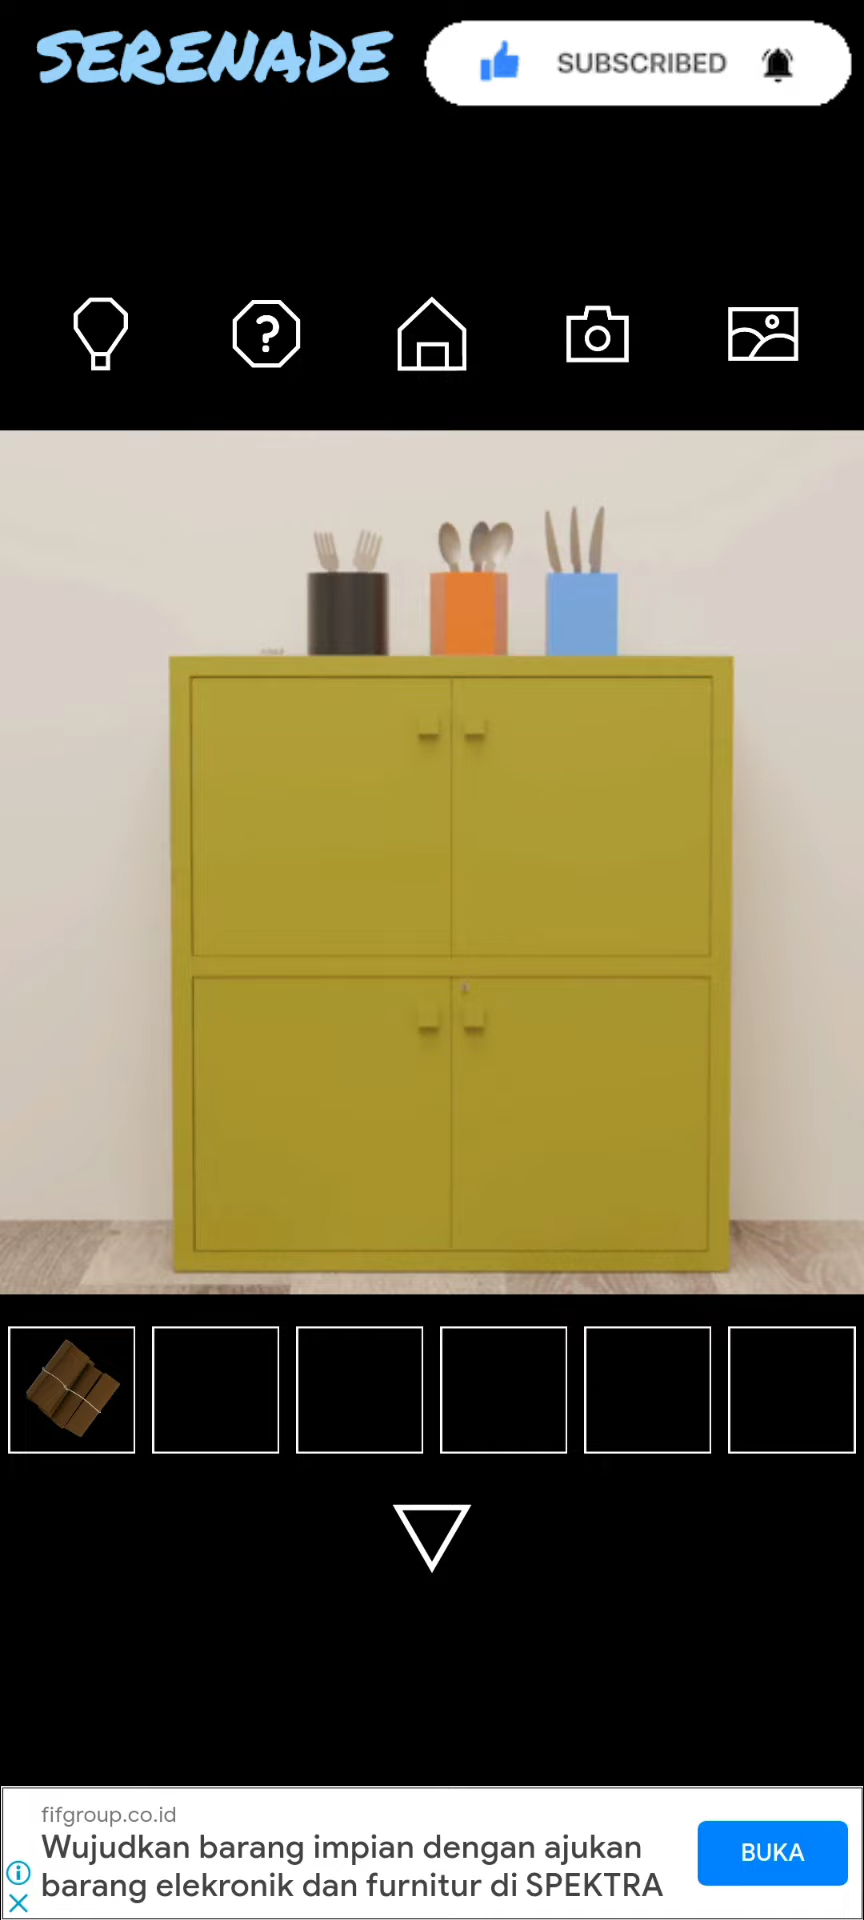 SERENADE
SUBSCRIBED
?
fifgroup.co.id
Wujudkan barang impian dengan ajukan
barang elekronik dan furnitur di SPEKTRA
BUKA